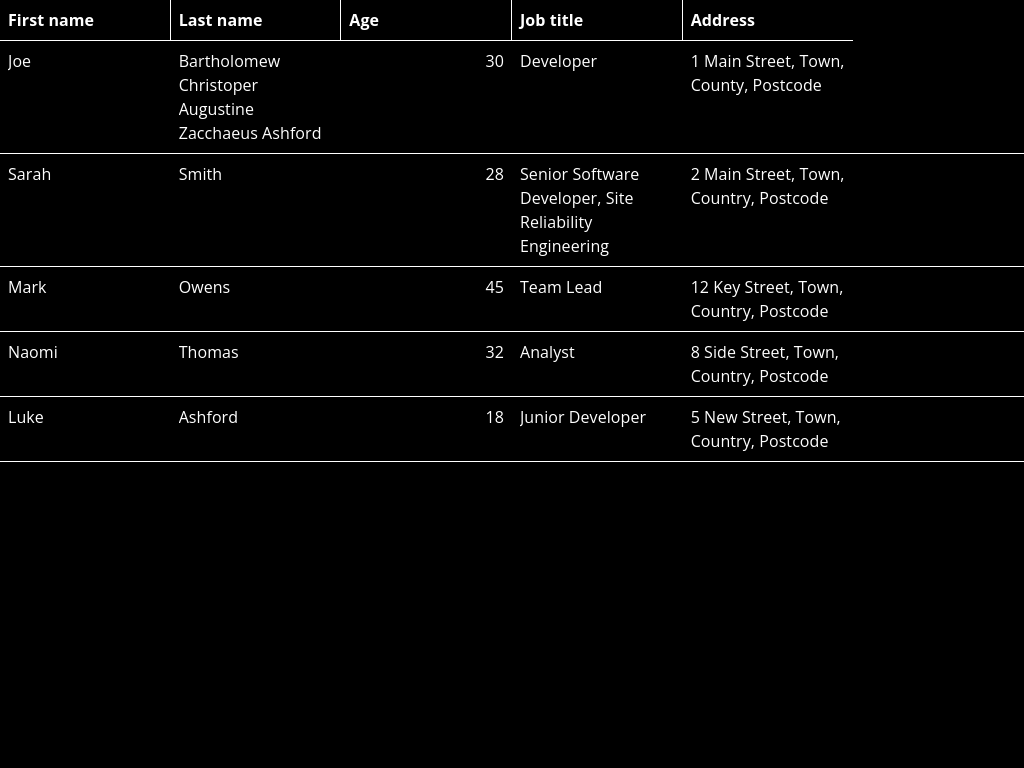 First name Last name Age Job title Address
Joe Bartholomew 30 Developer 1 Main Street, Town,
Christoper County, Postcode
Augustine
Zacchaeus Ashford
Sarah Smith 28 Senior Software 2 Main Street, Town,
Developer, Site Country, Postcode
Reliability
Engineering
Mark Owens 45 Team Lead 12 Key Street, Town,
Country, Postcode
Naomi Thomas 32 Analyst 8 Side Street, Town,
Country, Postcode
Luke Ashford 18 Junior Developer 5 New Street, Town,
Country, Postcode